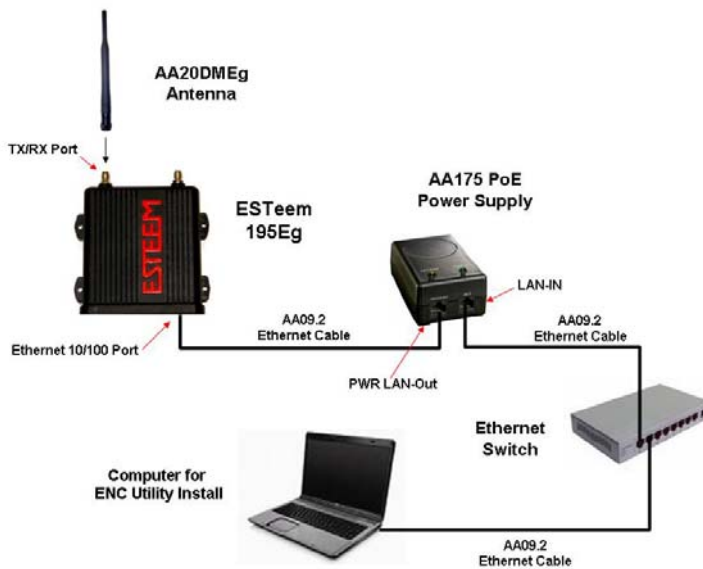 AA20DMEg
Antenna
TX/RX Port
AA175 PoE
Power Supply
ESTeem
195Eg
ESTEEM
LAN-IN
AA09.2
Ethernet Cable
AA09.2
Ethernet Cable
Ethernet 10/100 Port
PWR LAN-Out
Ethernet
Switch
Computer for
ENC Utility Install
AA09.2
Ethernet Cable